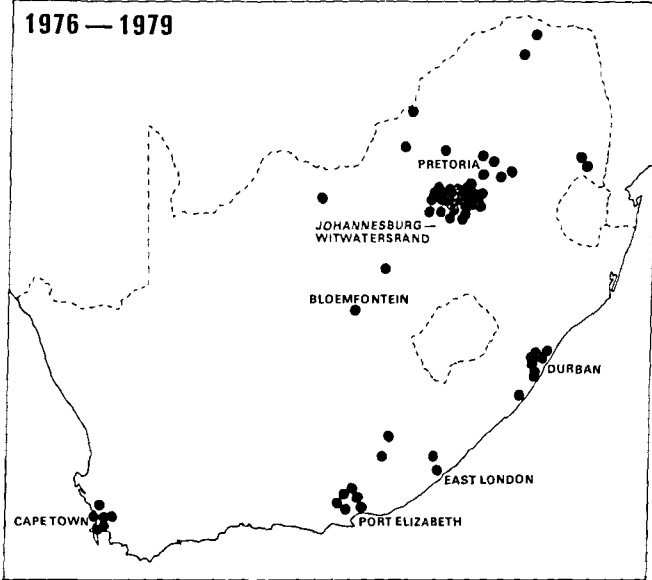 1976 — 1979
PRETORIA
JOHANNESBURG—
WITWATERSRAND
BLOEMFONTEIN
DURBAN
EAST LONDON
CAPE TOWN
PORT ELIZABETH